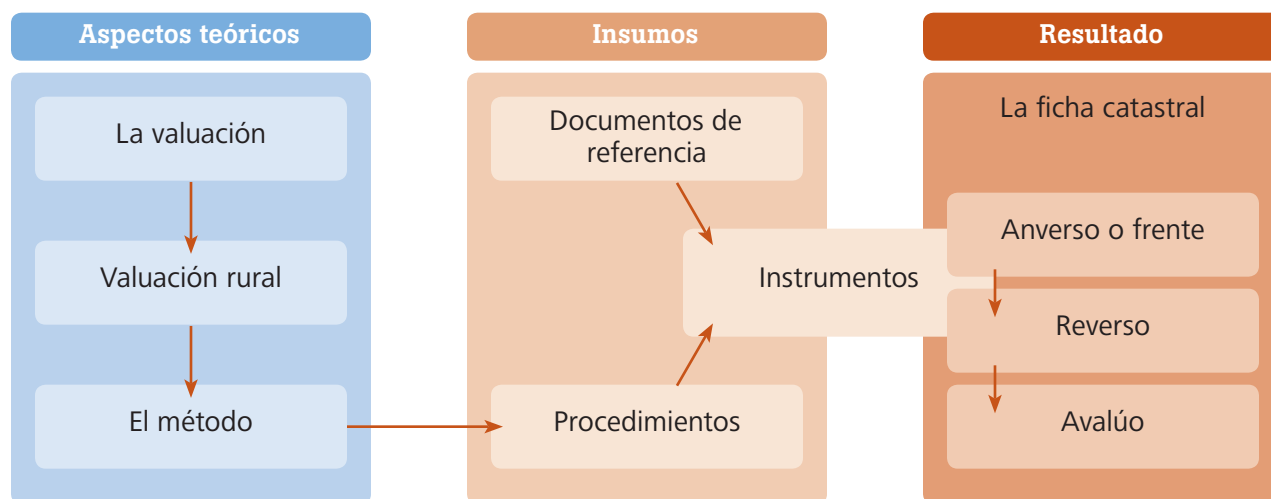 Aspectos teóricos
La valuación
Valuación rural
El método
Insumos
Documentos de
referencia
Instrumentos
Procedimientos
Resultado
La ficha catastral
Anverso o frente
Reverso
Avalúo